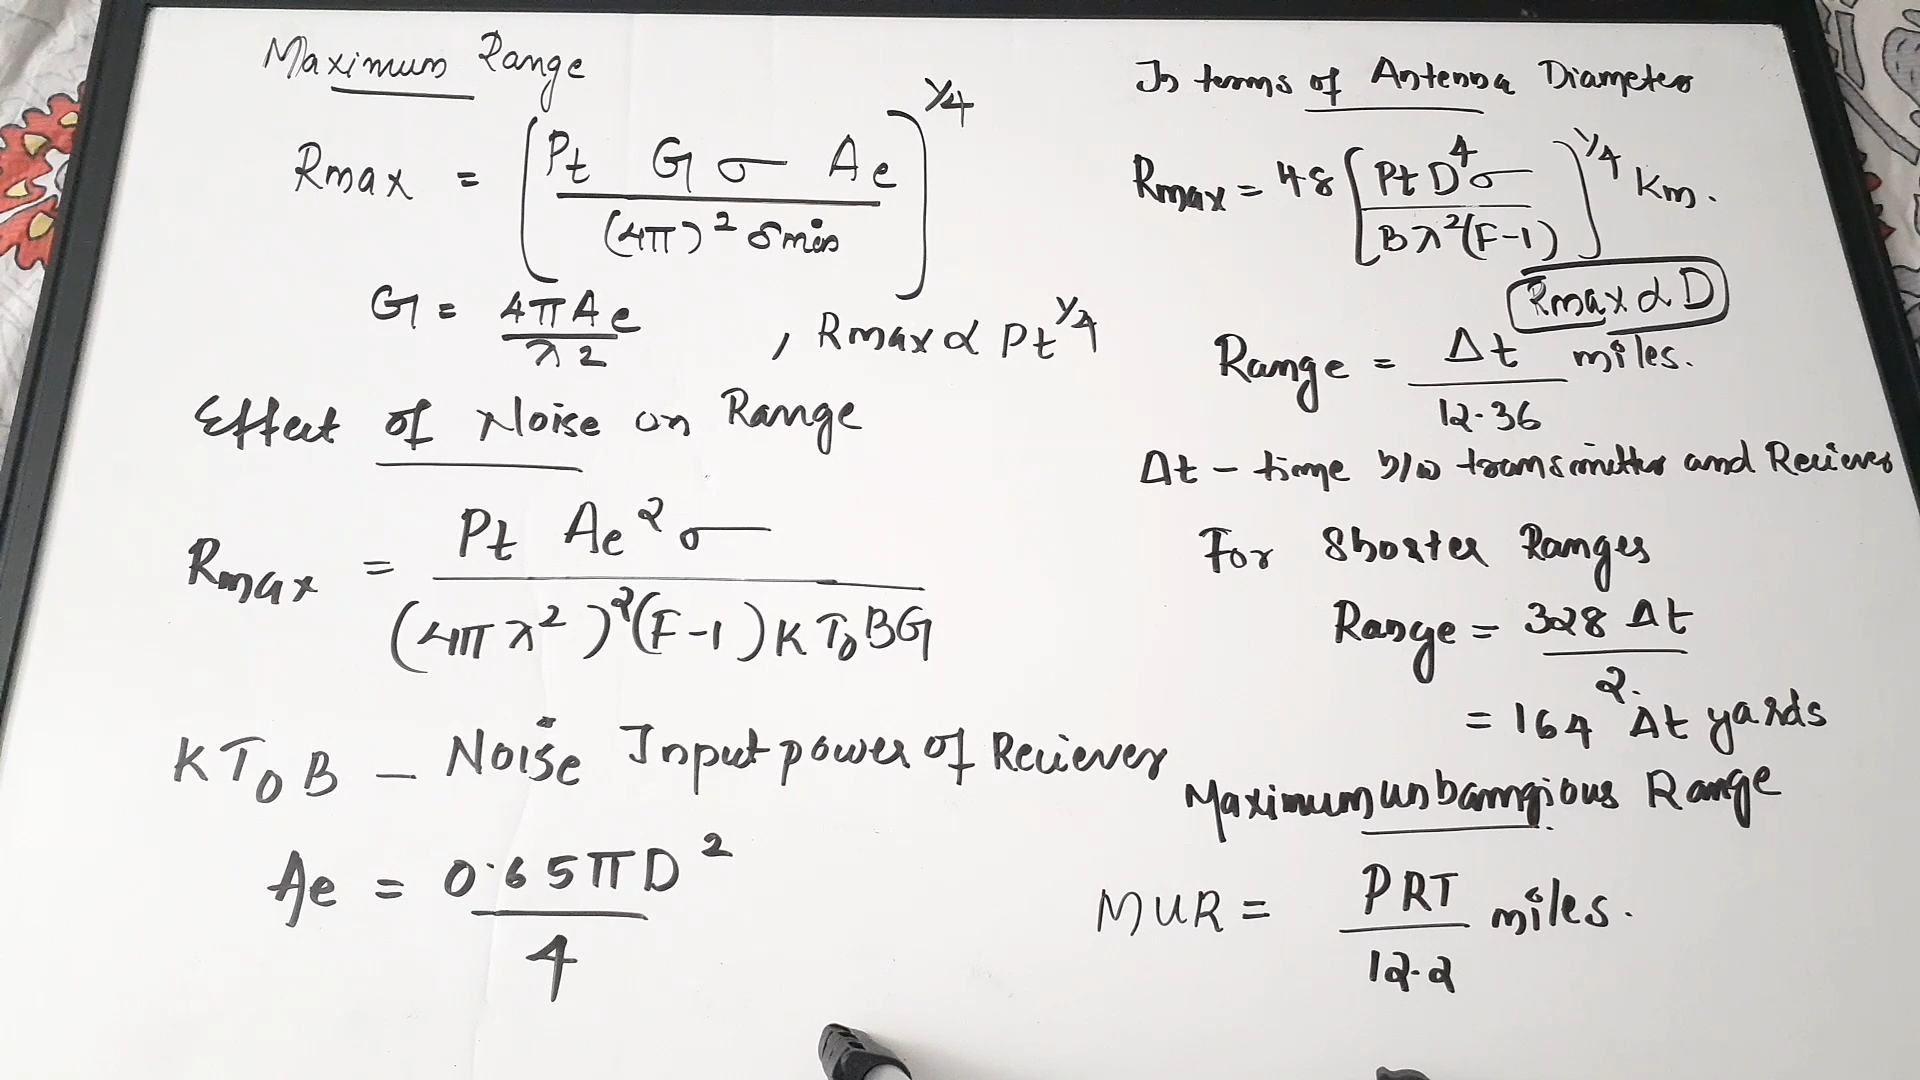 Maximum Range
Rmax = [Pt G σ Ae / (4π)² δmin]^1/4
G = 4πAe / λ2 , Rmax α Pt^1/4
Effect of Noise on Range
Rmax = Pt Ae² σ / (4πλ²)²(F-1)KT₀BG
KT₀B — Noise Input power of Reciever
Ae = 0.65πD² / 4
In terms of Antenna Diameter
Rmax = 48 [Pt D⁴σ / Bλ²(F-1)]^1/4 Km.
Rmax α D
Range = Δt / 12.36 miles.
Δt - time b/w transmitter and Reciever
For Shorter Ranges
Range = 328 Δt / 2.
= 164 Δt yards
Maximum unbamgious Range
MUR = PRT / 12.2 miles.